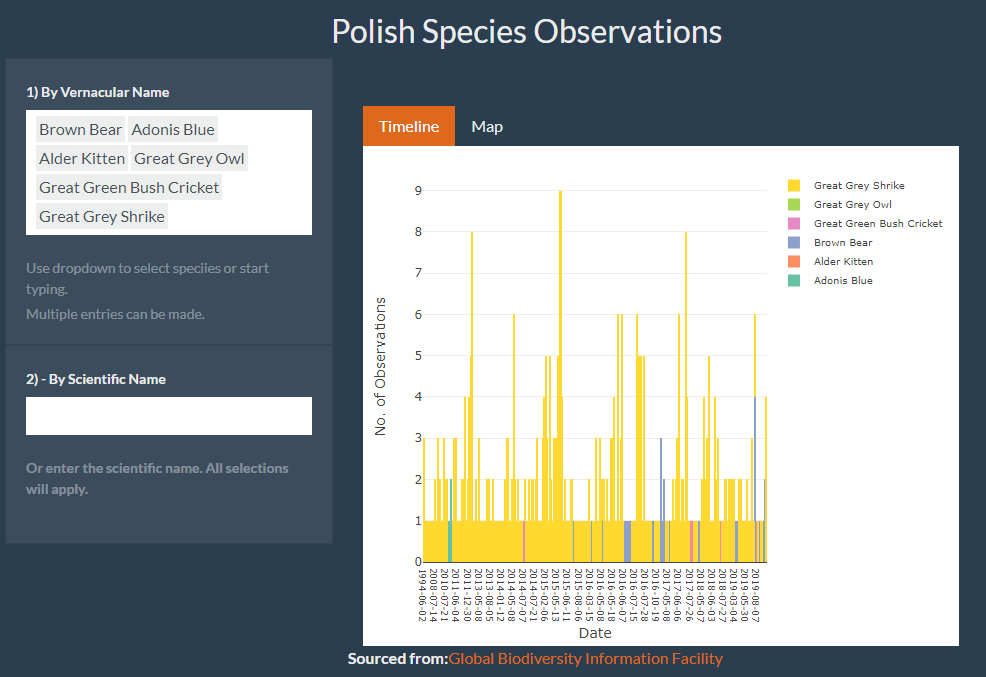 Polish Species Observations
1) By Vernacular Name
Brown Bear Adonis Blue
Alder Kitten Great Grey Owl
Great Green Bush Cricket
Great Grey Shrike
Use dropdown to select speciies or start
typing.
Multiple entries can be made.
2) - By Scientific Name
Or enter the scientific name. All selections
will apply.
Timeline Map
9
8
7
6
5
4
3
2
1
0
No. of Observations
1994-06-02
2008-07-14
2010-07-21
2011-06-04
2011-12-30
2013-05-08
2013-08-05
2014-01-12
2014-05-08
2014-07-07
2014-07-21
2015-02-06
2015-05-13
2015-06-11
2015-08-06
2016-03-15
2016-05-08
2016-05-18
2016-06-07
2016-07-15
2016-07-28
2016-10-19
2017-05-08
2017-06-06
2017-07-26
2018-05-07
2018-06-03
2018-07-27
2019-03-04
2019-05-30
2019-08-07
Date
Great Grey Shrike
Great Grey Owl
Great Green Bush Cricket
Brown Bear
Alder Kitten
Adonis Blue
Sourced from:Global Biodiversity Information Facility